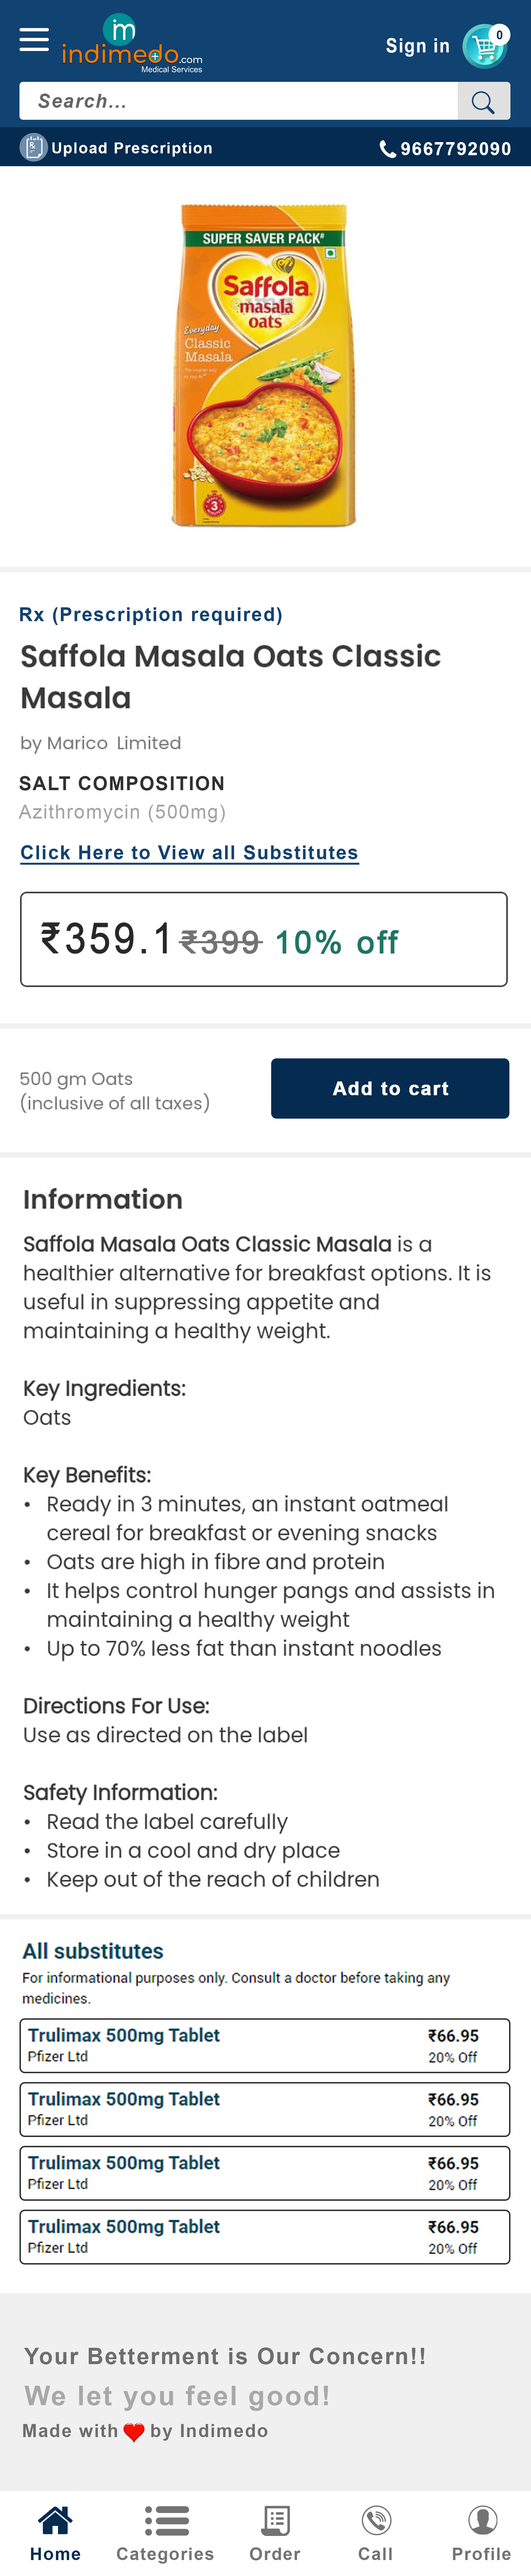 im
indimedo.com
Medical Services
Sign in
0
Search...
Upload Prescription
9667792090
SUPER SAVER PACK#
Saffola
masala
oats
Everyday
Classic
Masala
3
Rx (Prescription required)
Saffola Masala Oats Classic
Masala
by Marico Limited
SALT COMPOSITION
Azithromycin (500mg)
Click Here to View all Substitutes
₹359.1 ₹399 10% off
500 gm Oats
(inclusive of all taxes)
Add to cart
Information
Saffola Masala Oats Classic Masala is a
healthier alternative for breakfast options. It is
useful in suppressing appetite and
maintaining a healthy weight.
Key Ingredients:
Oats
Key Benefits:
• Ready in 3 minutes, an instant oatmeal
cereal for breakfast or evening snacks
• Oats are high in fibre and protein
• It helps control hunger pangs and assists in
maintaining a healthy weight
• Up to 70% less fat than instant noodles
Directions For Use:
Use as directed on the label
Safety Information:
• Read the label carefully
• Store in a cool and dry place
• Keep out of the reach of children
All substitutes
For informational purposes only. Consult a doctor before taking any
medicines.
Trulimax 500mg Tablet ₹66.95
Pfizer Ltd 20% Off
Trulimax 500mg Tablet ₹66.95
Pfizer Ltd 20% Off
Trulimax 500mg Tablet ₹66.95
Pfizer Ltd 20% Off
Trulimax 500mg Tablet ₹66.95
Pfizer Ltd 20% Off
Your Betterment is Our Concern!!
We let you feel good!
Made with ❤ by Indimedo
Home Categories Order Call Profile